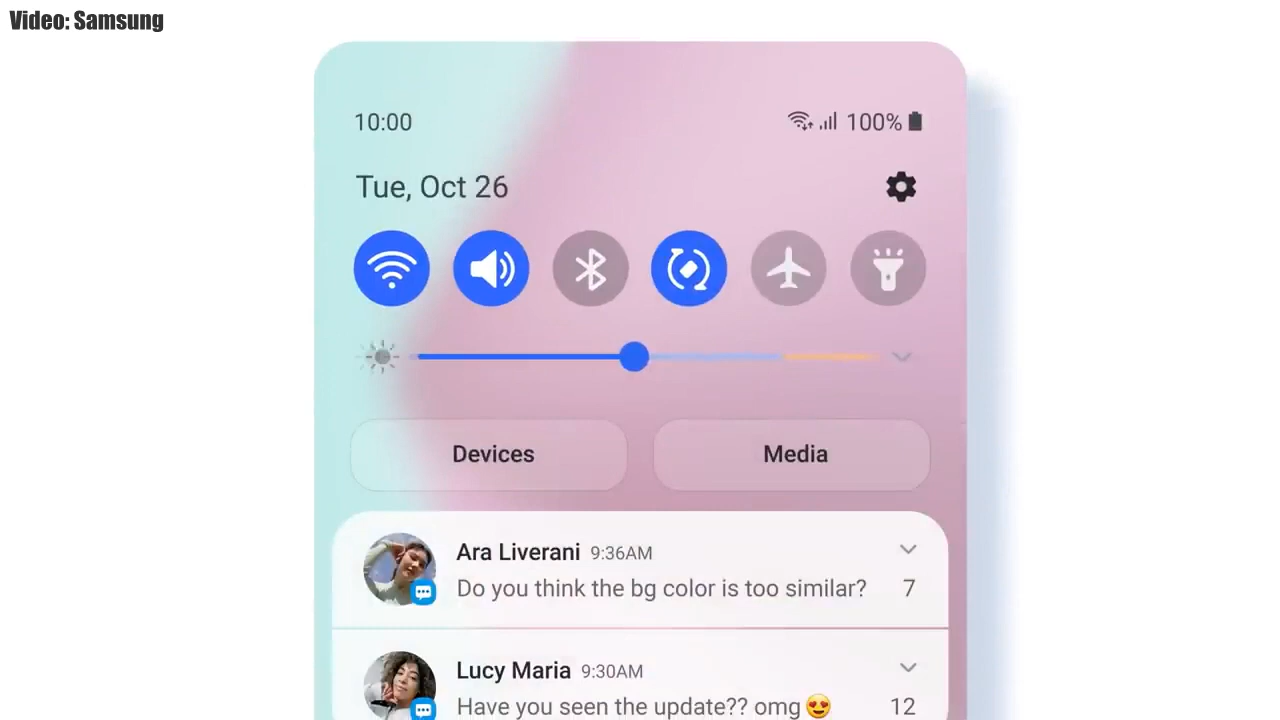 Video: Samsung
10:00
100%
Tue, Oct 26
Devices
Media
Ara Liverani 9:36AM
Do you think the bg color is too similar? 7
Lucy Maria 9:30AM
Have you seen the update?? omg😍 12